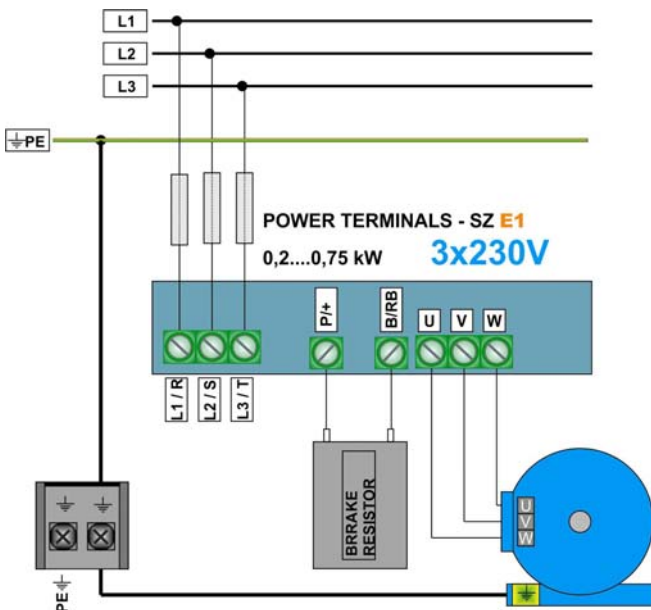 L1
L2
L3
PE
POWER TERMINALS - SZ E1
0,2....0,75 kW 3x230V
P/+
B/RB
U V W
L1 / R
L2 / S
L3 / T
BRRAKE
RESISTOR
U
V
W
PE